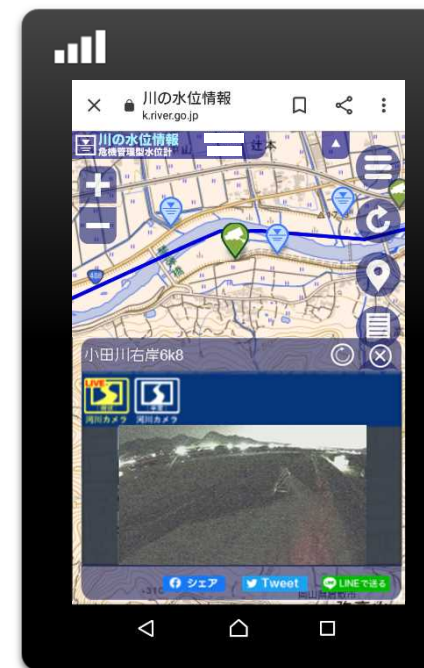 川の水位情報
k.river.go.jp
川の水位情報
危機管理型水位計
辻本
486
小田川右岸6k8
LIVE
河川カメラ 河川カメラ
シェア Tweet LINEで送る